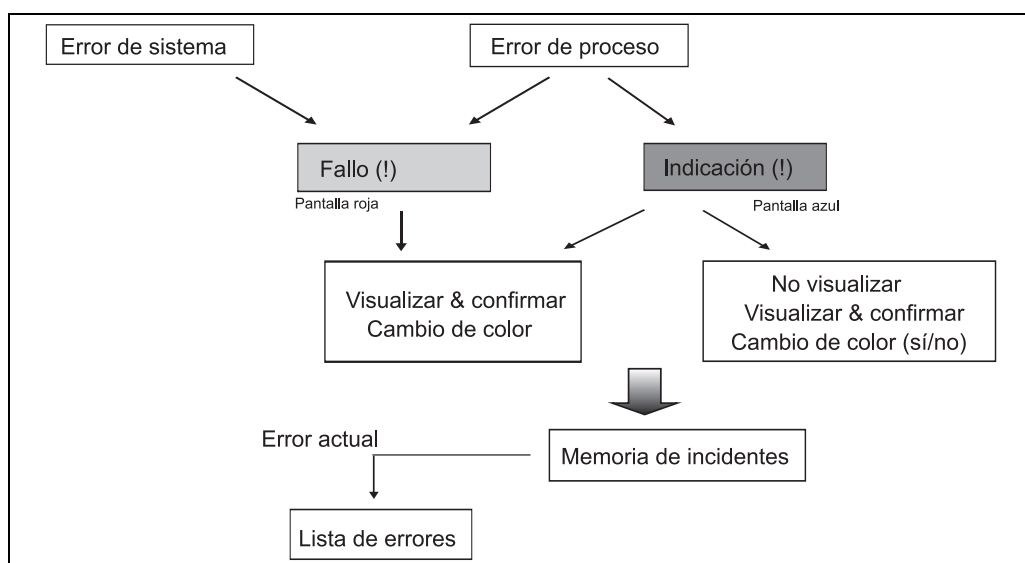 Error de sistema
Error de proceso
Fallo (!)
Indicación (!)
Pantalla roja
Pantalla azul
Visualizar & confirmar
Cambio de color
No visualizar
Visualizar & confirmar
Cambio de color (sí/no)
Error actual
Memoria de incidentes
Lista de errores